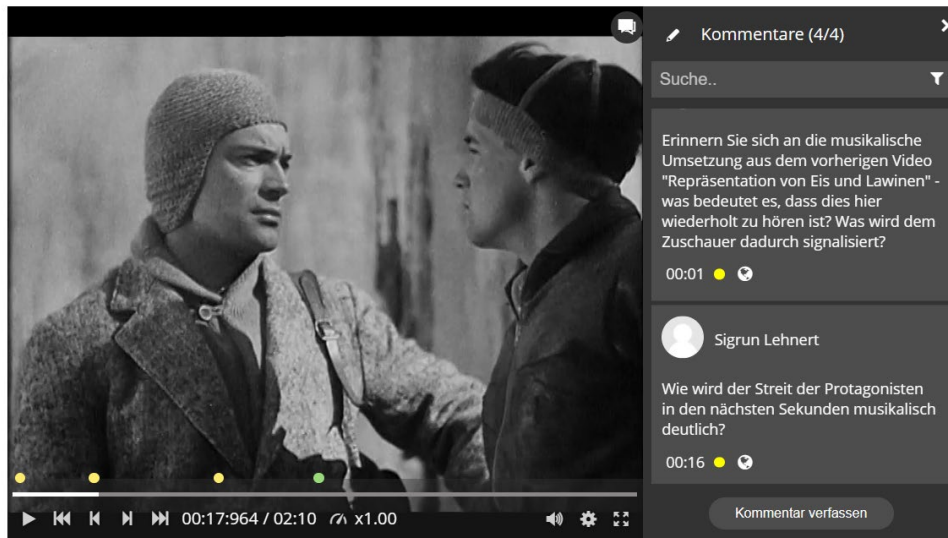 Kommentare (4/4)
Suche..
Erinnern Sie sich an die musikalische
Umsetzung aus dem vorherigen Video
"Repräsentation von Eis und Lawinen" -
was bedeutet es, dass dies hier
wiederholt zu hören ist? Was wird dem
Zuschauer dadurch signalisiert?
00:01
Sigrun Lehnert
Wie wird der Streit der Protagonisten
in den nächsten Sekunden musikalisch
deutlich?
00:16
00:17:964 / 02:10 x1.00
Kommentar verfassen